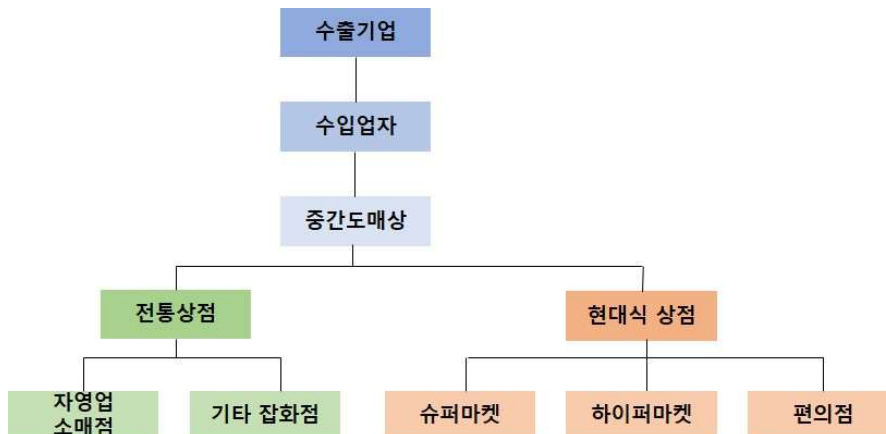 수출기업
수입업자
중간도매상
전통상점
현대식 상점
자영업
소매점
기타 잡화점
슈퍼마켓
하이퍼마켓
편의점